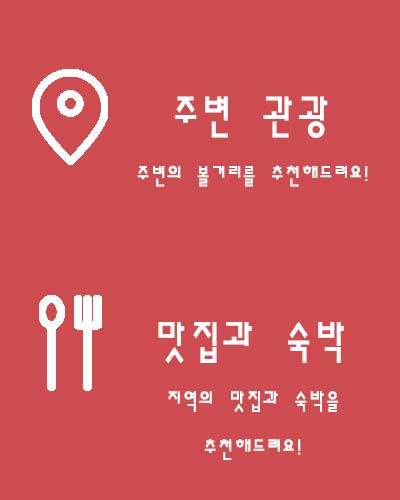 주변 관광
주변의 볼거리를 추천해드려요!
맛집과 숙박
지역의 맛집과 숙박을
추천해드려요!